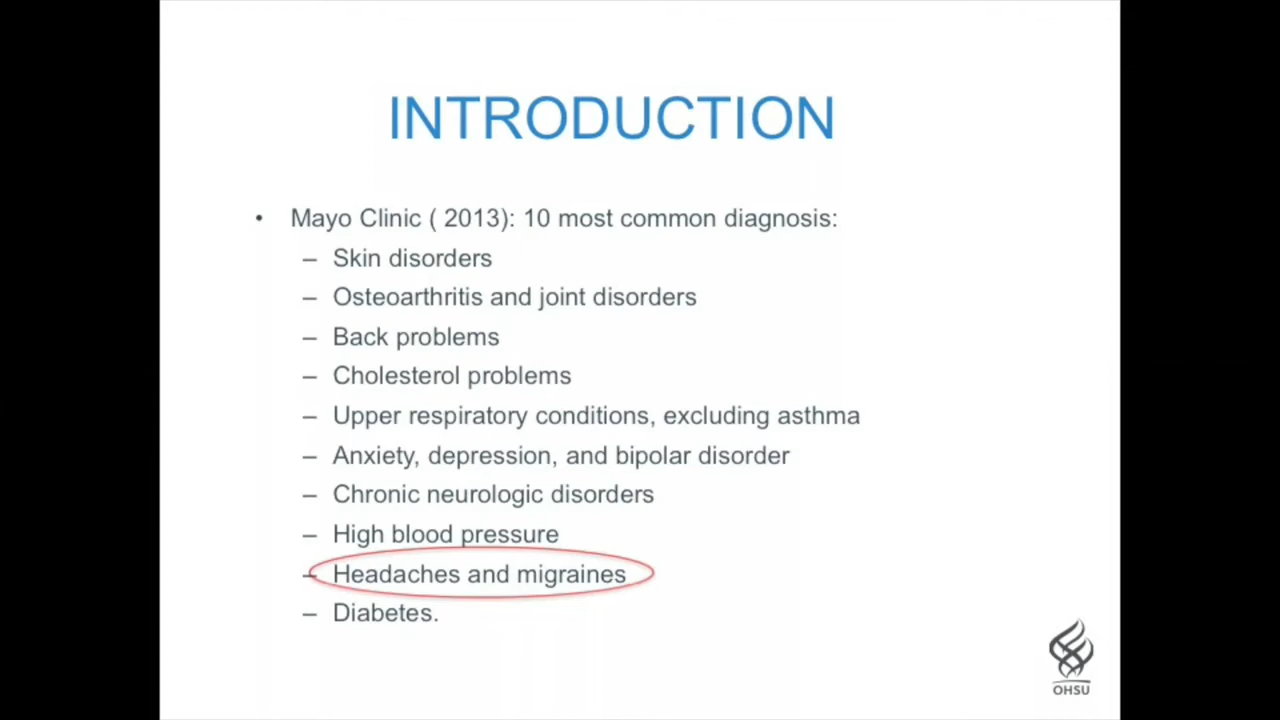 INTRODUCTION
• Mayo Clinic ( 2013): 10 most common diagnosis:
– Skin disorders
– Osteoarthritis and joint disorders
– Back problems
– Cholesterol problems
– Upper respiratory conditions, excluding asthma
– Anxiety, depression, and bipolar disorder
– Chronic neurologic disorders
– High blood pressure
– Headaches and migraines
– Diabetes.
OHSU